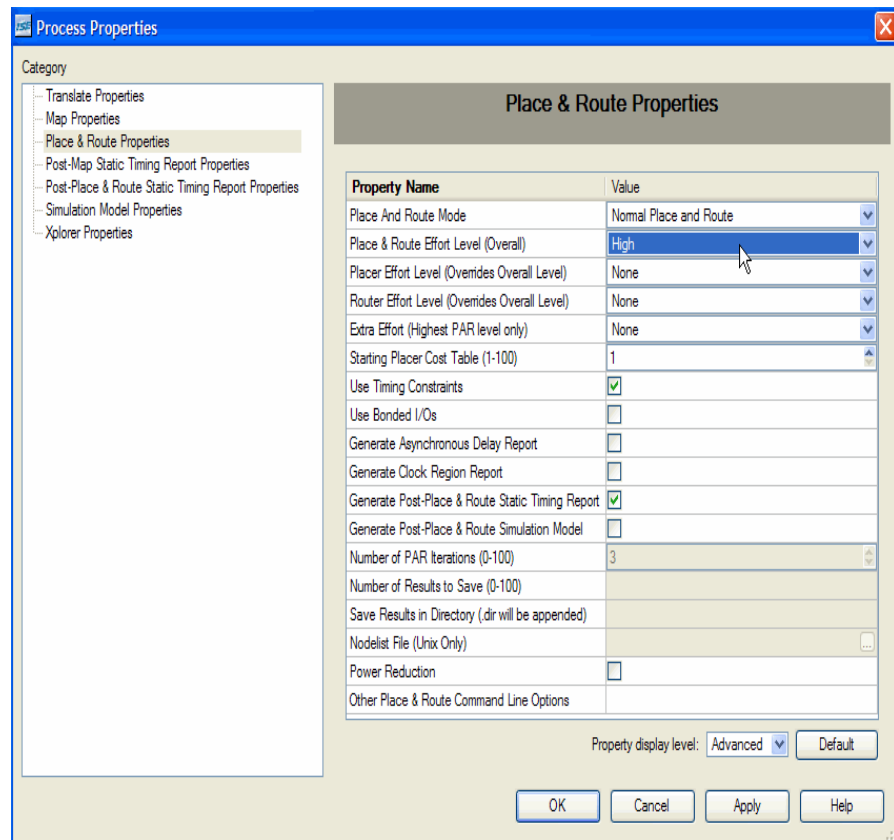 ISE Process Properties
Category
Translate Properties
Map Properties
Place & Route Properties
Post-Map Static Timing Report Properties
Post-Place & Route Static Timing Report Properties
Simulation Model Properties
Xplorer Properties
Place & Route Properties
Property Name Value
Place And Route Mode Normal Place and Route
Place & Route Effort Level (Overall) High
Placer Effort Level (Overrides Overall Level) None
Router Effort Level (Overrides Overall Level) None
Extra Effort (Highest PAR level only) None
Starting Placer Cost Table (1-100) 1
Use Timing Constraints
Use Bonded I/Os
Generate Asynchronous Delay Report
Generate Clock Region Report
Generate Post-Place & Route Static Timing Report
Generate Post-Place & Route Simulation Model
Number of PAR Iterations (0-100) 3
Number of Results to Save (0-100)
Save Results in Directory (.dir will be appended)
Nodelist File (Unix Only) ...
Power Reduction
Other Place & Route Command Line Options
Property display level: Advanced Default
OK Cancel Apply Help